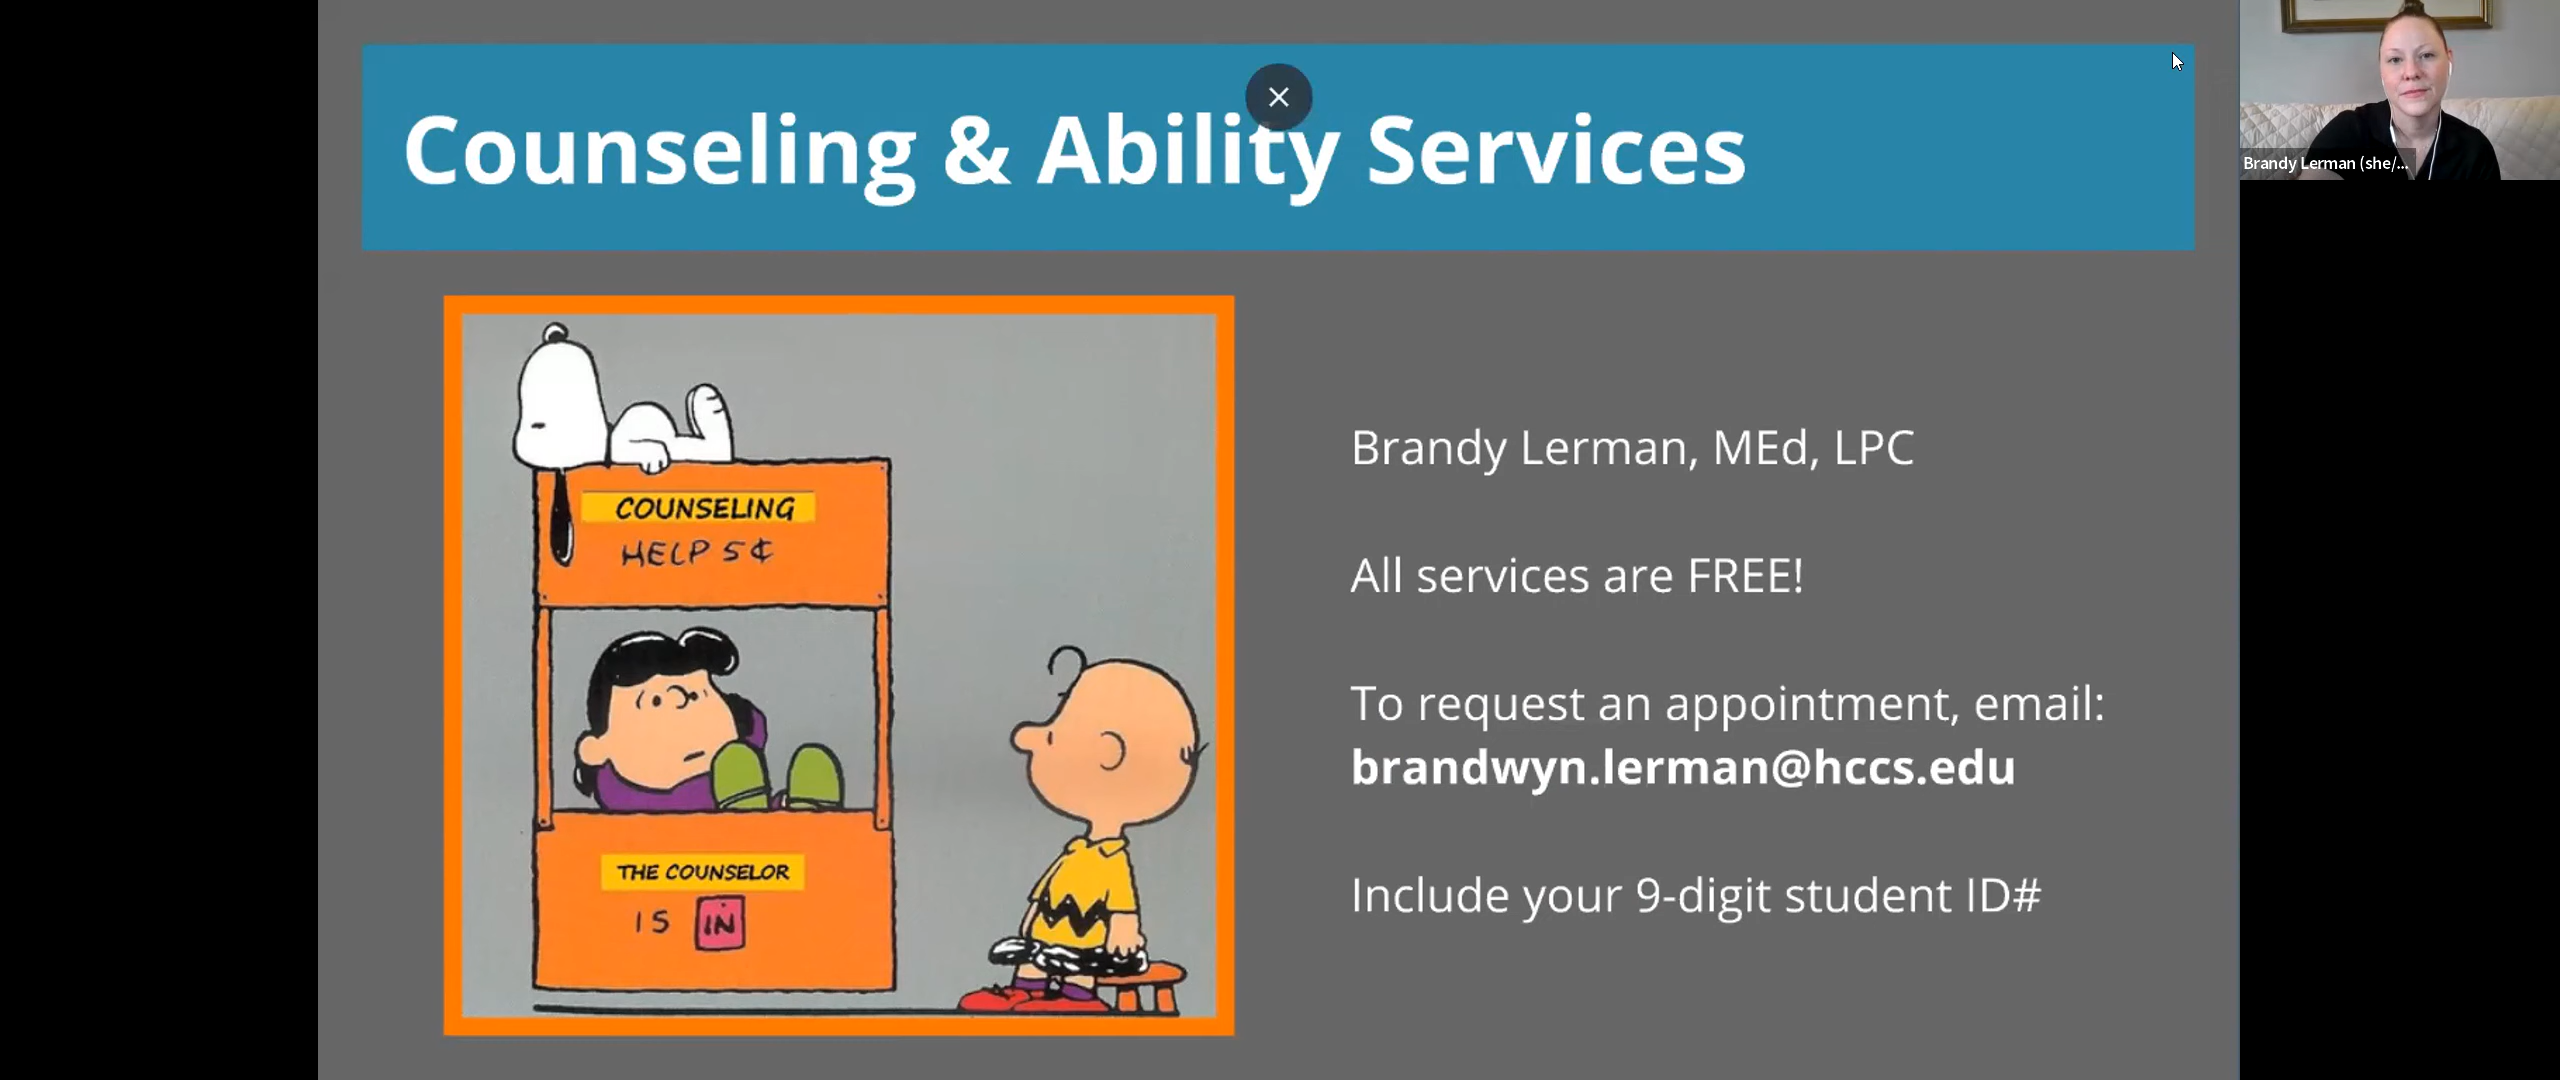 Counseling & Ability Services
Brandy Lerman (she/...
COUNSELING
HELP 5¢
THE COUNSELOR
IS IN
Brandy Lerman, MEd, LPC
All services are FREE!
To request an appointment, email:
brandwyn.lerman@hccs.edu
Include your 9-digit student ID#